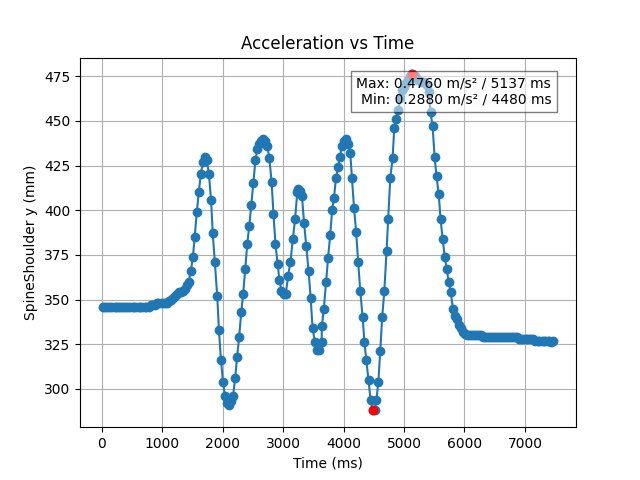 Acceleration vs Time
Max: 0.4760 m/s² / 5137 ms
Min: 0.2880 m/s² / 4480 ms
SpineShoulder y (mm)
475
450
425
400
375
350
325
300
0 1000 2000 3000 4000 5000 6000 7000
Time (ms)